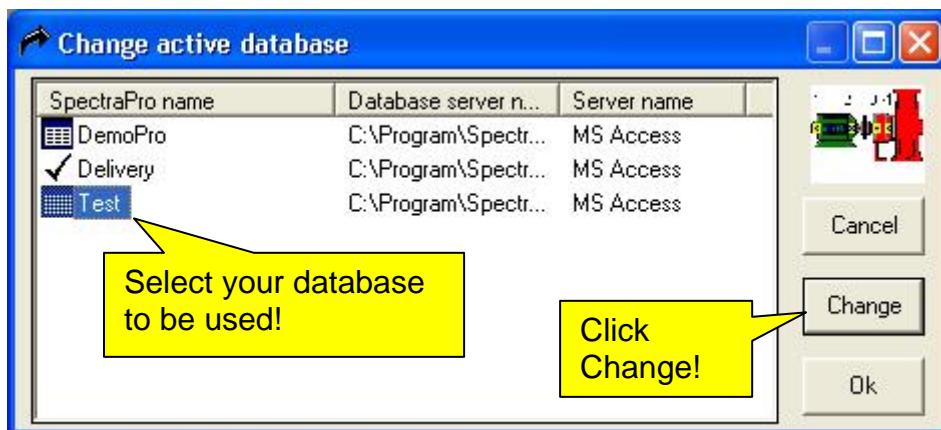 Change active database
SpectraPro name Database server n... Server name
DemoPro C:\Program\Spectr... MS Access
Delivery C:\Program\Spectr... MS Access
Test C:\Program\Spectr... MS Access
Cancel
Select your database
to be used!
Change
Click
Change!
Ok